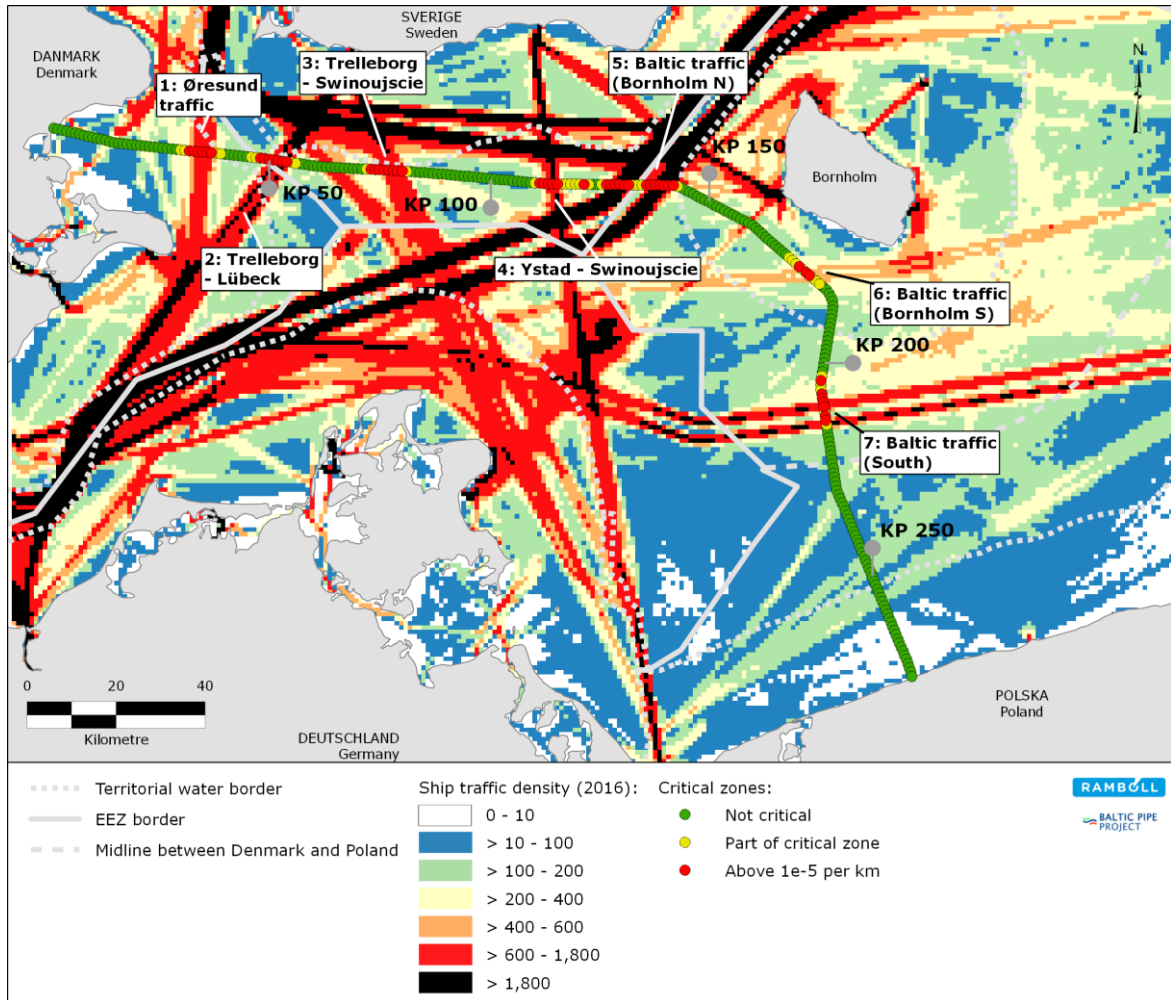 SVERIGE
Sweden
DANMARK
Denmark
3: Trelleborg
- Swinoujscie
5: Baltic traffic
(Bornholm N)
N
1: Øresund
traffic
KP 150
Bornholm
KP 50
KP 100
2: Trelleborg
- Lübeck
4: Ystad - Swinoujscie
6: Baltic traffic
(Bornholm S)
KP 200
7: Baltic traffic
(South)
KP 250
0 20 40
Kilometre
DEUTSCHLAND
Germany
POLSKA
Poland
Territorial water border
EEZ border
Midline between Denmark and Poland
Ship traffic density (2016):
0 - 10
> 10 - 100
> 100 - 200
> 200 - 400
> 400 - 600
> 600 - 1,800
> 1,800
Critical zones:
Not critical
Part of critical zone
Above 1e-5 per km
RAMBOLL
BALTIC PIPE
PROJECT